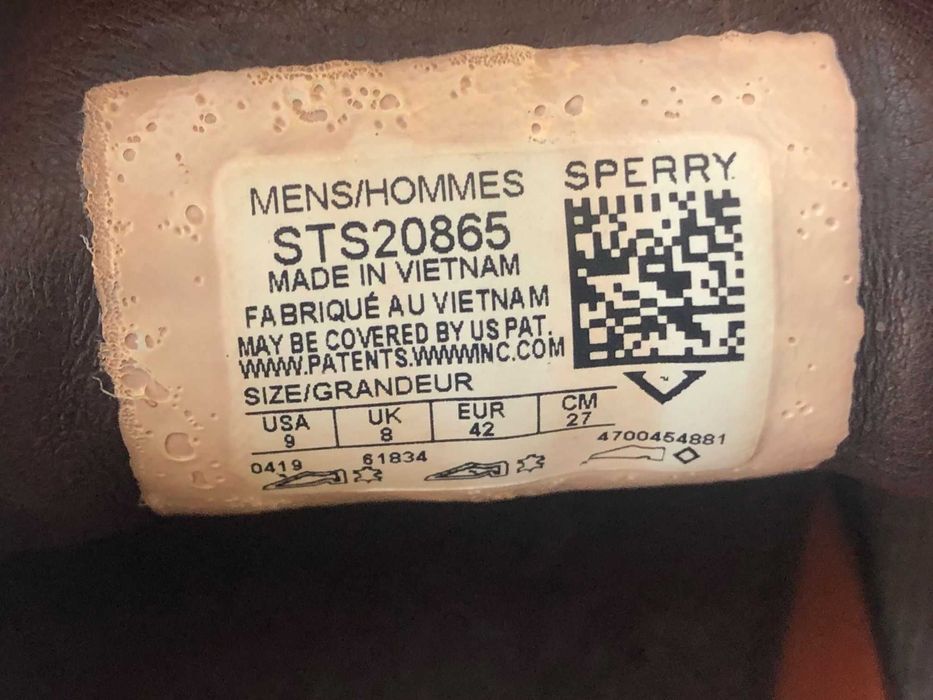 MENS/HOMMES
STS20865
MADE IN VIETNAM
FABRIQUÉ AU VIETNAM
MAY BE COVERED BY US PAT.
WWW.PATENTS.WWWINC.COM
SIZE/GRANDEUR
USA UK EUR CM
9 8 42 27
0419 61834 4700454881
SPERRY